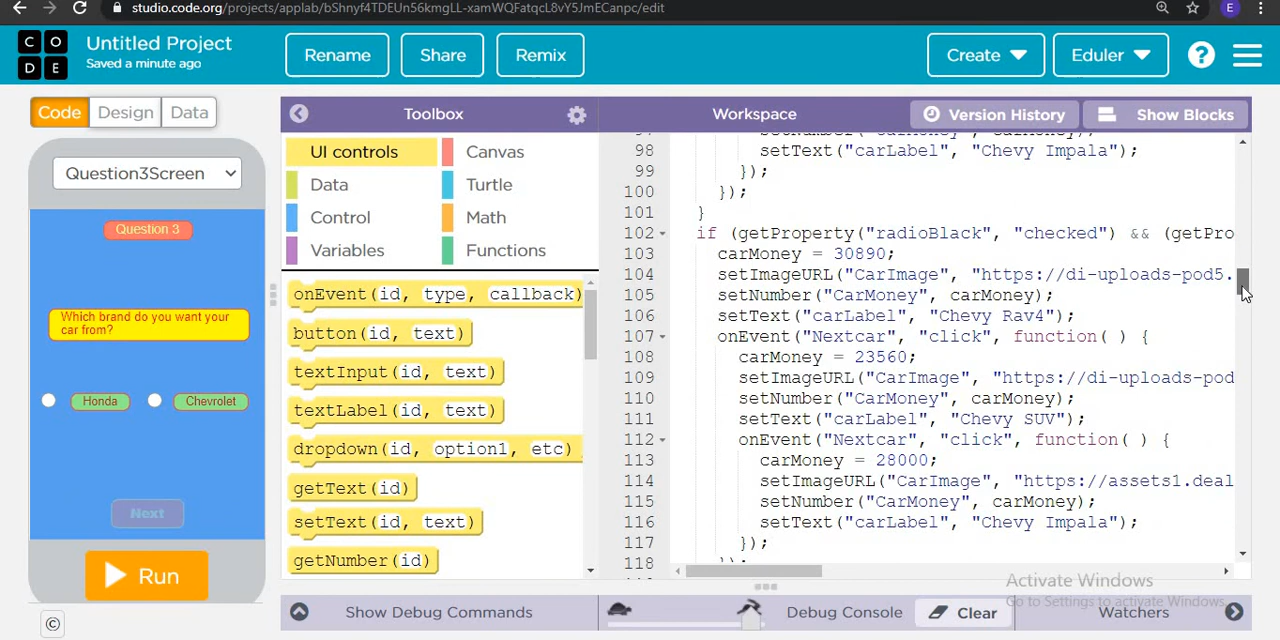 studio.code.org/projects/applab/bShnyf4TDEUn56kmgLL-xamWQFatqcL8vY5JmECanpc/edit
E
C O
D E
Untitled Project
Saved a minute ago
Rename
Share
Remix
Create
Eduler
?
Code
Design
Data
Toolbox
Workspace
Version History
Show Blocks
Question3Screen
Question 3
Which brand do you want your
car from?
Honda
Chevrolet
Next
Run
©
UI controls
Canvas
Data
Turtle
Control
Math
Variables
Functions
onEvent(id, type, callback)
button(id, text)
textInput(id, text)
textLabel(id, text)
dropdown(id, option1, etc)
getText(id)
setText(id, text)
getNumber(id)
98 setText("carLabel", "Chevy Impala");
99 });
100 });
101 }
102 if (getProperty("radioBlack", "checked") && (getPro
103 carMoney = 30890;
104 setImageURL("CarImage", "https://di-uploads-pod5.
105 setNumber("CarMoney", carMoney);
106 setText("carLabel", "Chevy Rav4");
107 onEvent("Nextcar", "click", function( ) {
108 carMoney = 23560;
109 setImageURL("CarImage", "https://di-uploads-pod
110 setNumber("CarMoney", carMoney);
111 setText("carLabel", "Chevy SUV");
112 onEvent("Nextcar", "click", function( ) {
113 carMoney = 28000;
114 setImageURL("CarImage", "https://assets1.deal
115 setNumber("CarMoney", carMoney);
116 setText("carLabel", "Chevy Impala");
117 });
118 });
Activate Windows
Go to Settings to activate Windows.
Show Debug Commands
Debug Console
Clear
Watchers